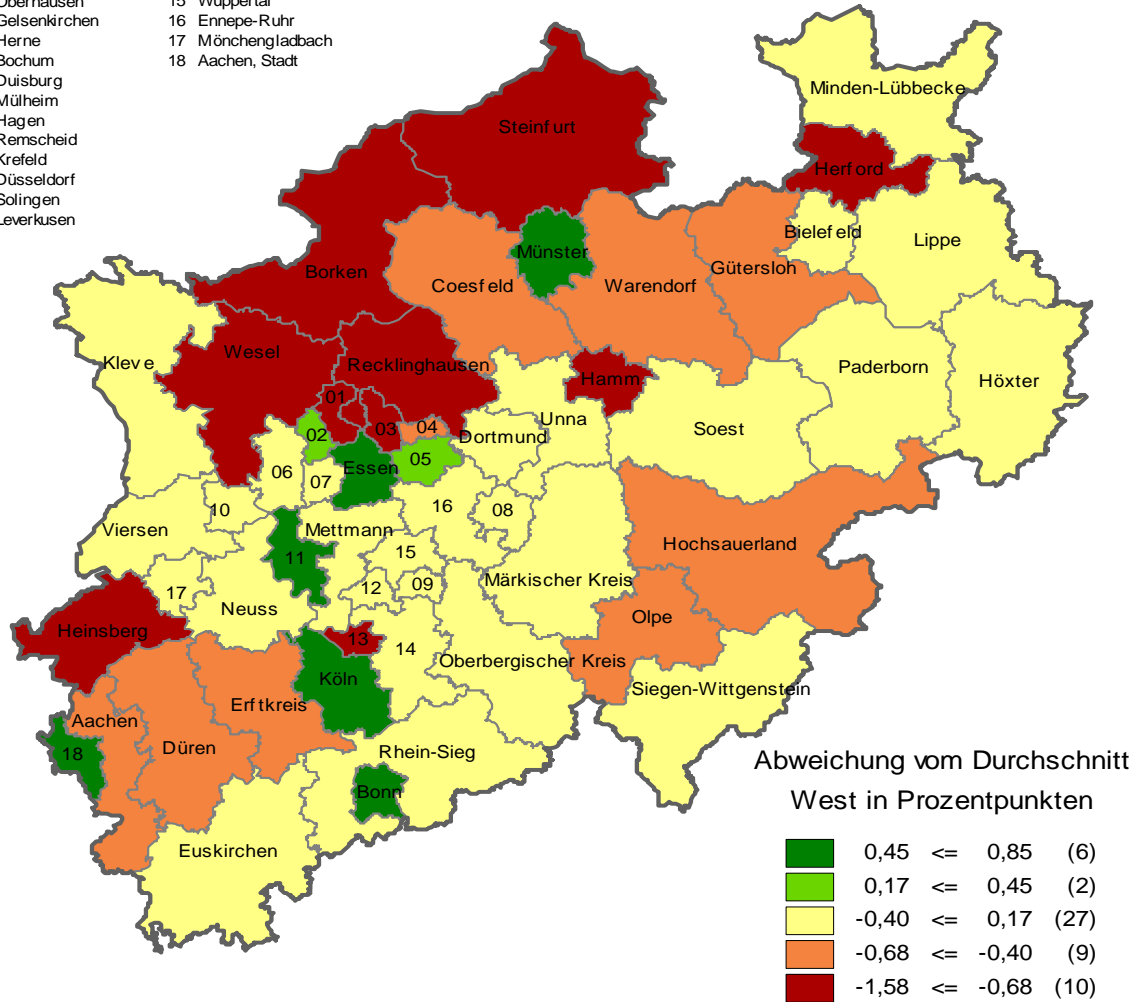 Oberhausen 15 Wuppertal
Gelsenkirchen 16 Ennepe-Ruhr
Herne 17 Mönchengladbach
Bochum 18 Aachen, Stadt
Duisburg
Mülheim
Hagen
Remscheid
Krefeld
Düsseldorf
Solingen
Leverkusen
Minden-Lübbecke
Steinfurt
Herford
Bielefeld
Lippe
Münster
Borken
Coesfeld
Warendorf
Gütersloh
Kleve
Wesel
Recklinghausen
Hamm
Paderborn
Höxter
01
02
03
04
Unna
Soest
Dortmund
05
Essen
06
07
08
10
16
Viersen
Mettmann
11
15
Hochsauerland
12
09
Märkischer Kreis
17
Neuss
Olpe
Heinsberg
13
14
Oberbergischer Kreis
Köln
Siegen-Wittgenstein
Erftkreis
Aachen
18
Düren
Rhein-Sieg
Bonn
Euskirchen
Abweichung vom Durchschnitt
West in Prozentpunkten
0,45 <= 0,85 (6)
0,17 <= 0,45 (2)
-0,40 <= 0,17 (27)
-0,68 <= -0,40 (9)
-1,58 <= -0,68 (10)